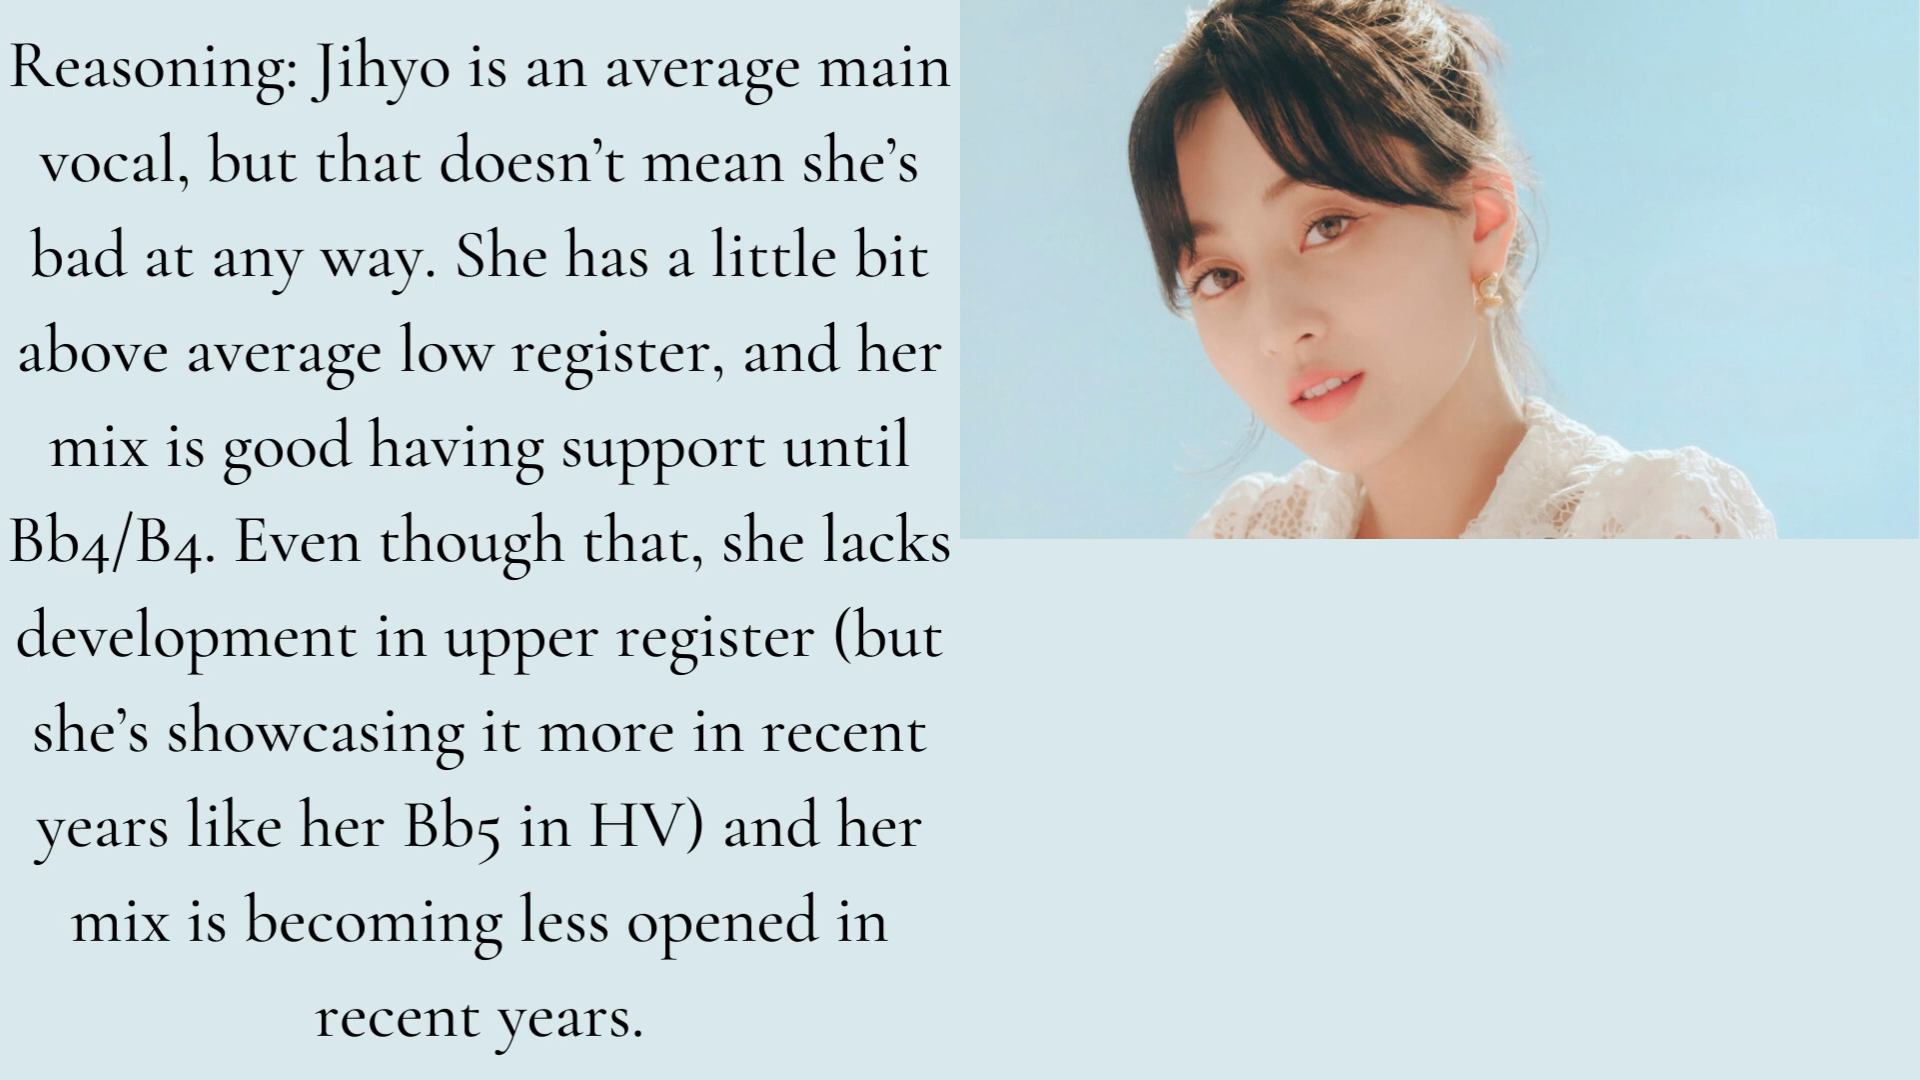 Reasoning: Jihyo is an average main
vocal, but that doesn’t mean she’s
bad at any way. She has a little bit
above average low register, and her
mix is good having support until
Bb4/B4. Even though that, she lacks
development in upper register (but
she’s showcasing it more in recent
years like her Bb5 in HV) and her
mix is becoming less opened in
recent years.